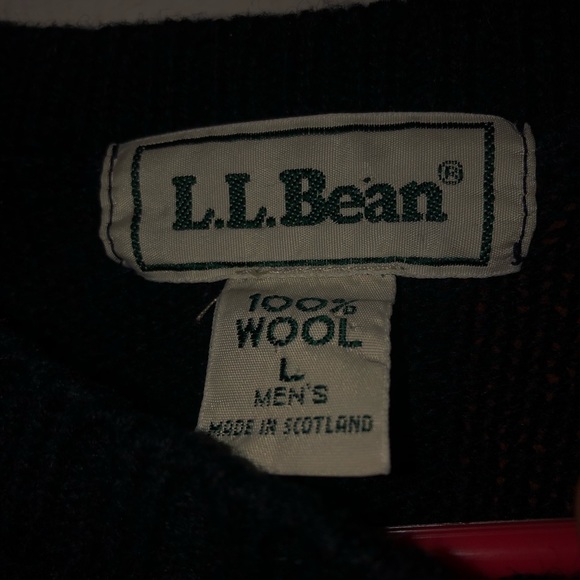 L.L.Bean®
100%
WOOL
L
MEN'S
MADE IN SCOTLAND